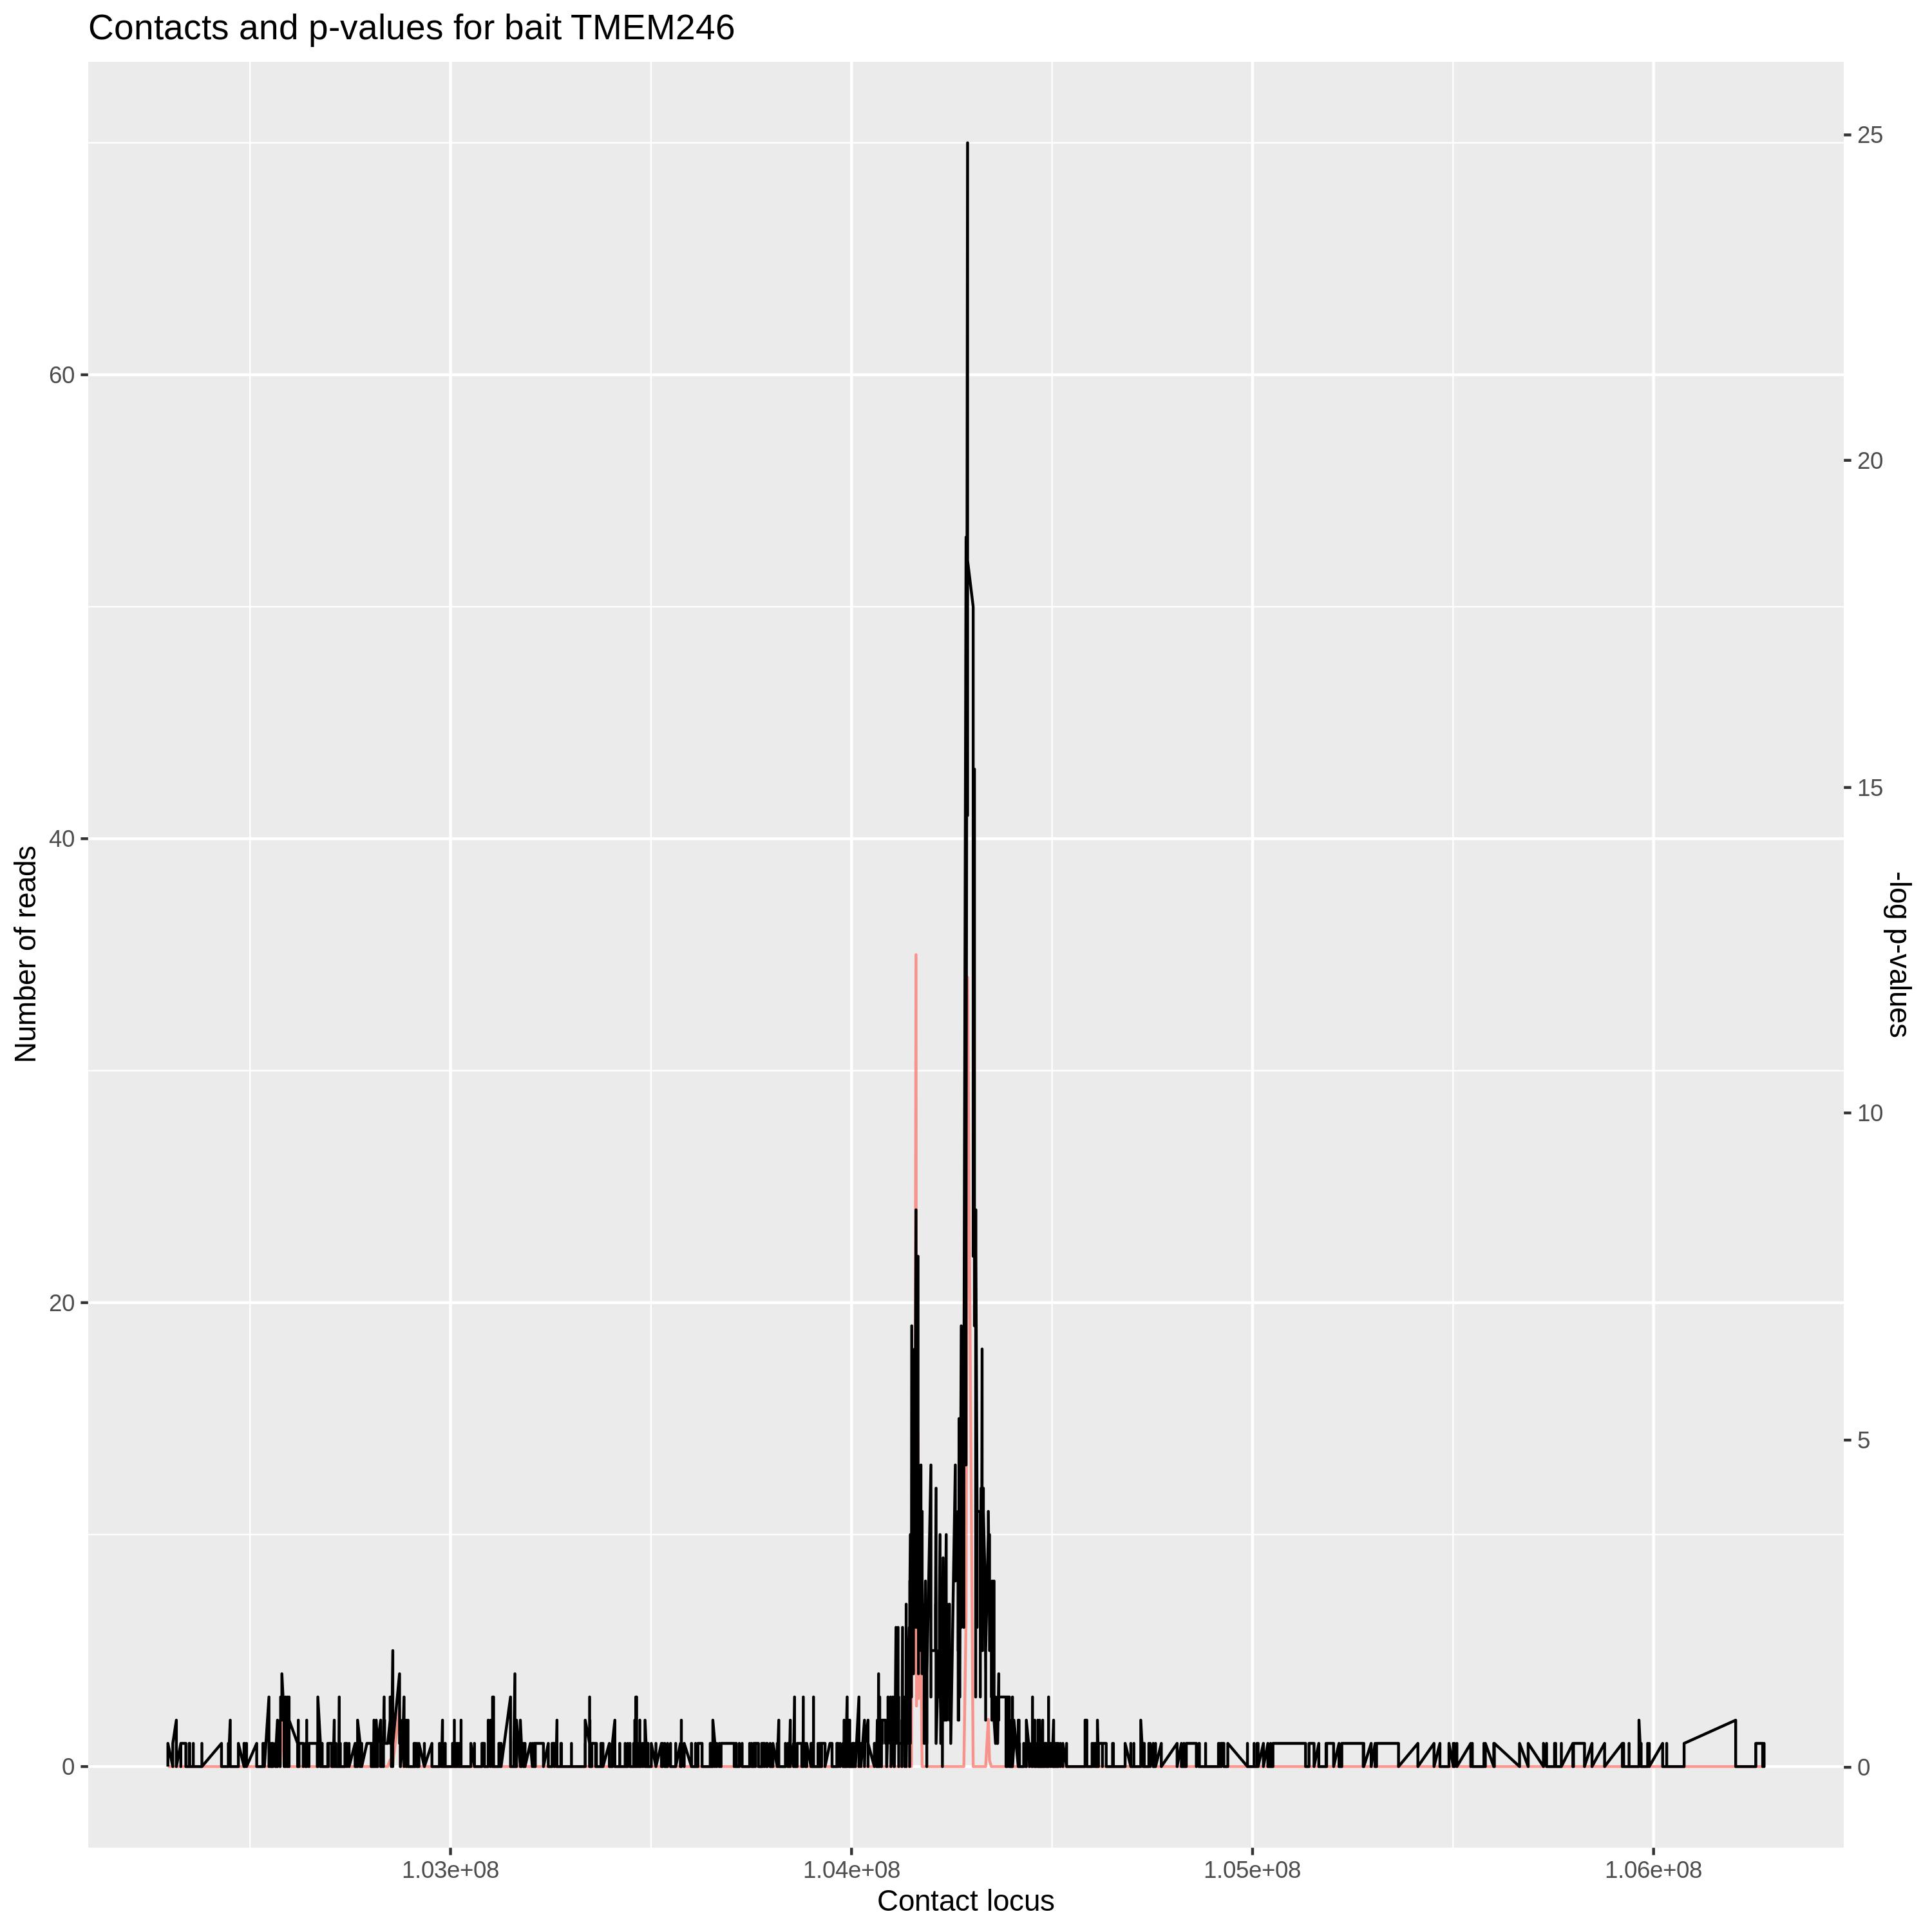 Contacts and p-values for bait TMEM246
Number of reads
60
40
20
0
25
20
15
10
5
0
-log p-values
1.03e+08
1.04e+08
1.05e+08
1.06e+08
Contact locus